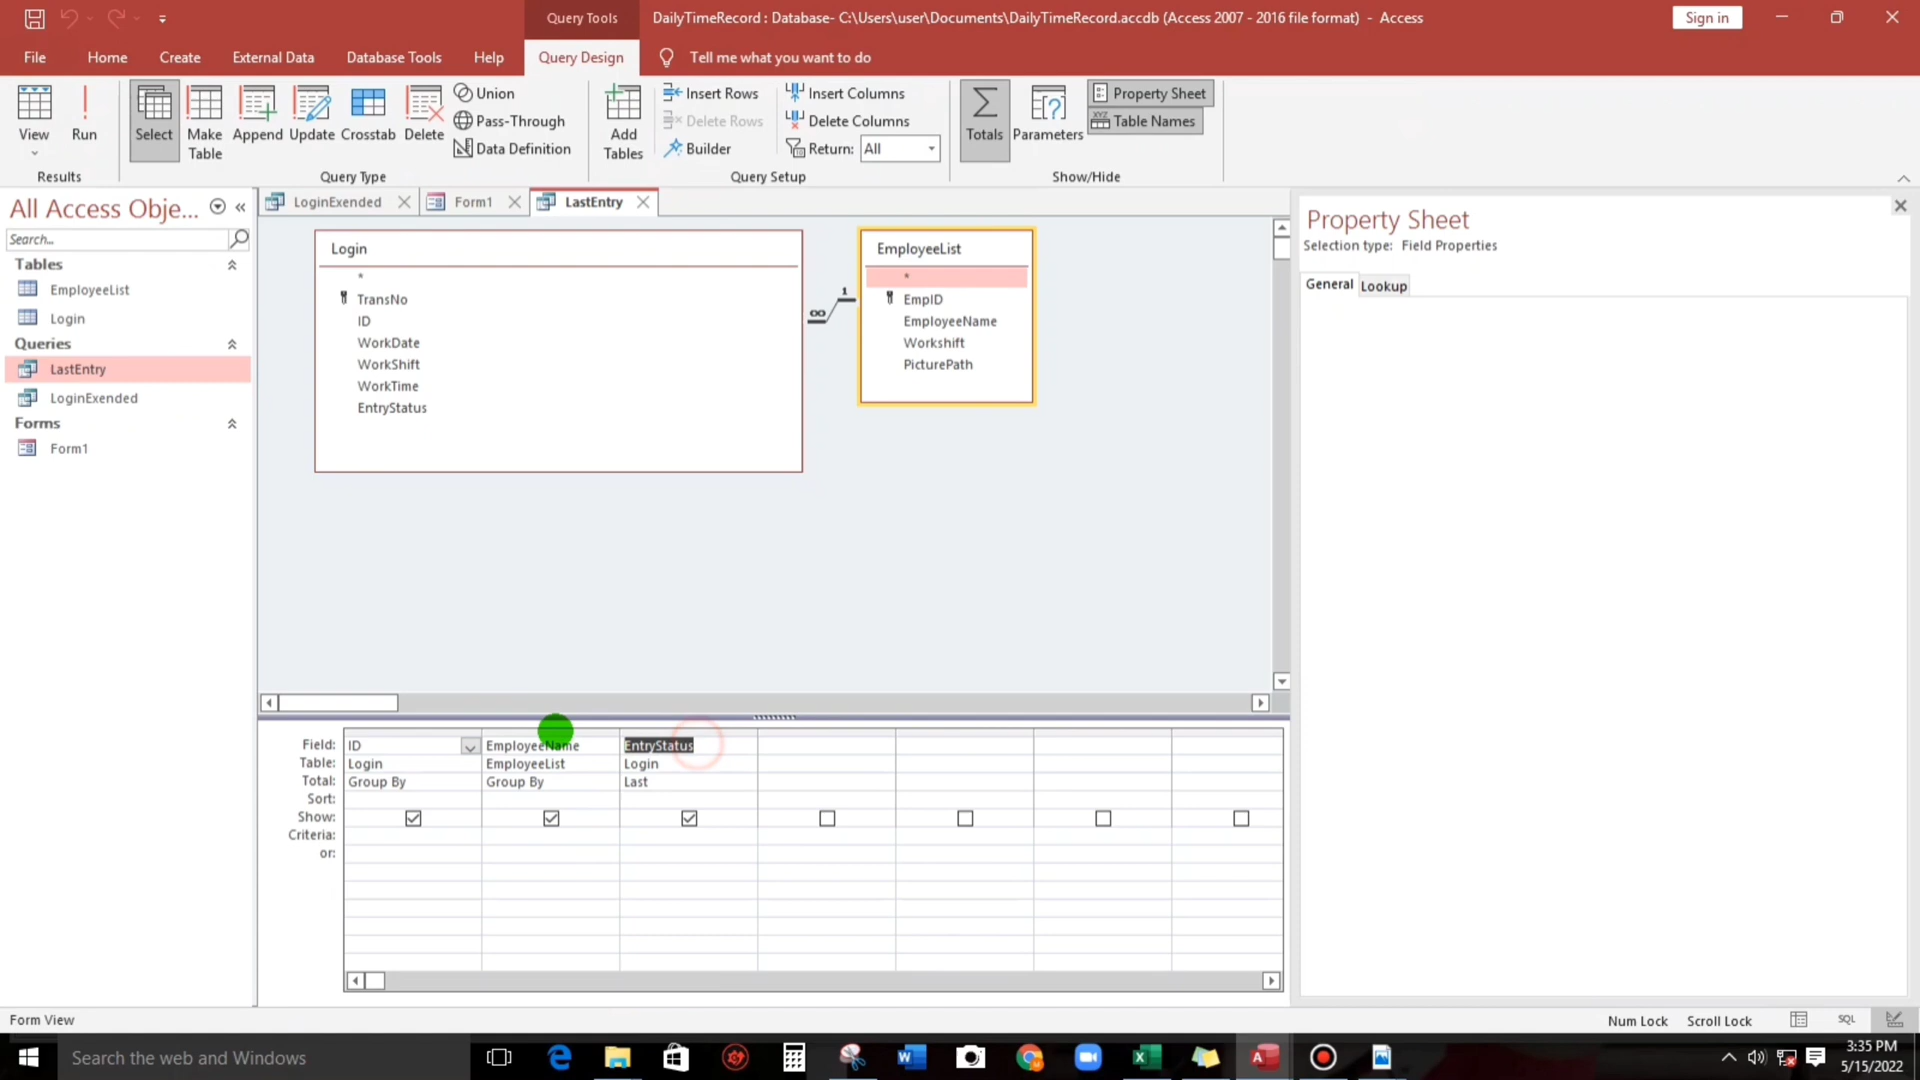 Query Tools
DailyTimeRecord : Database- C:\Users\user\Documents\DailyTimeRecord.accdb (Access 2007 - 2016 file format) - Access
Sign in
File
Home
Create
External Data
Database Tools
Help
Query Design
Tell me what you want to do
View
Run
Select
Make Table
Append
Update
Crosstab
Delete
Union
Pass-Through
Data Definition
Add Tables
Insert Rows
Delete Rows
Builder
Insert Columns
Delete Columns
Return: All
Totals
Parameters
Property Sheet
XYZ Table Names
Results
Query Type
Query Setup
Show/Hide
All Access Obje...
Search...
Tables
EmployeeList
Login
Queries
LastEntry
LoginExended
Forms
Form1
LoginExended
Form1
LastEntry
Login
*
TransNo
ID
WorkDate
WorkShift
WorkTime
EntryStatus
∞
1
EmployeeList
*
EmpID
EmployeeName
Workshift
PicturePath
Property Sheet
Selection type: Field Properties
General
Lookup
Field: ID EmployeeName EntryStatus
Table: Login EmployeeList Login
Total: Group By Group By Last
Sort:
Show:
Criteria:
or:
Form View
Num Lock
Scroll Lock
SQL
Search the web and Windows
3:35 PM
5/15/2022